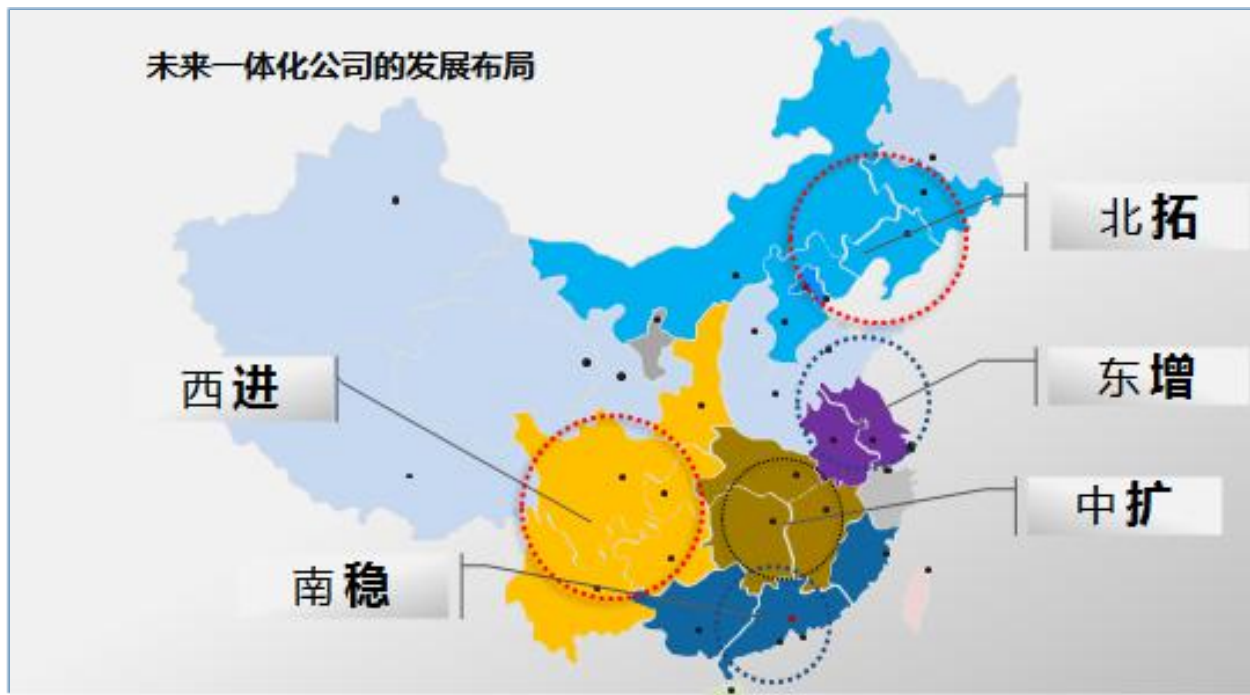 未来一体化公司的发展布局
北拓
西进
东增
中扩
南稳